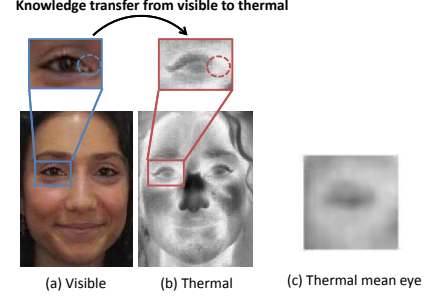 Knowledge transfer from visible to thermal
(a) Visible
(b) Thermal
(c) Thermal mean eye